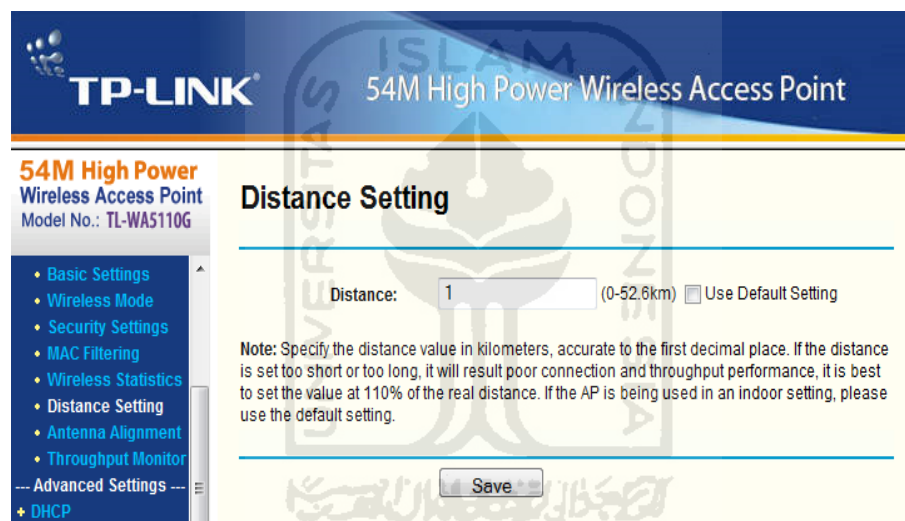 TP-LINK®
54M High Power Wireless Access Point
54M High Power
Wireless Access Point
Model No.: TL-WA5110G
Basic Settings
Wireless Mode
Security Settings
MAC Filtering
Wireless Statistics
Distance Setting
Antenna Alignment
Throughput Monitor
--- Advanced Settings ---
+ DHCP
Distance Setting
Distance: 1 (0-52.6km) Use Default Setting
Note: Specify the distance value in kilometers, accurate to the first decimal place. If the distance
is set too short or too long, it will result poor connection and throughput performance, it is best
to set the value at 110% of the real distance. If the AP is being used in an indoor setting, please
use the default setting.
Save
UNIVERSITAS
ISLAM
INDONESIA